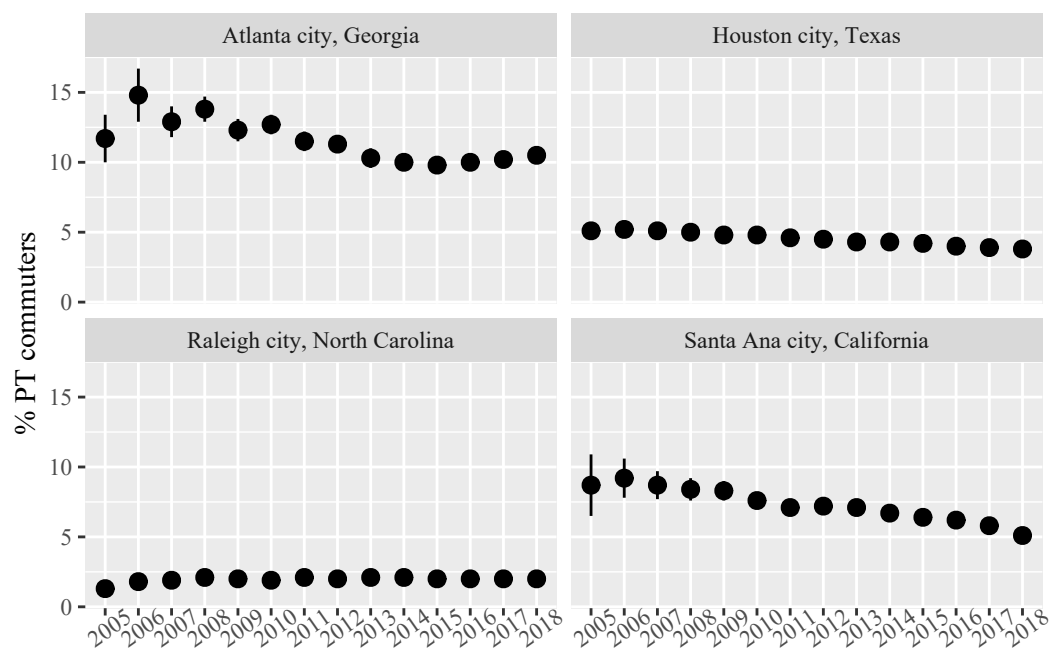 Atlanta city, Georgia
Houston city, Texas
15
10
5
0
% PT commuters
Raleigh city, North Carolina
Santa Ana city, California
15
10
5
0
2005 2006 2007 2008 2009 2010 2011 2012 2013 2014 2015 2016 2017 2018
2005 2006 2007 2008 2009 2010 2011 2012 2013 2014 2015 2016 2017 2018